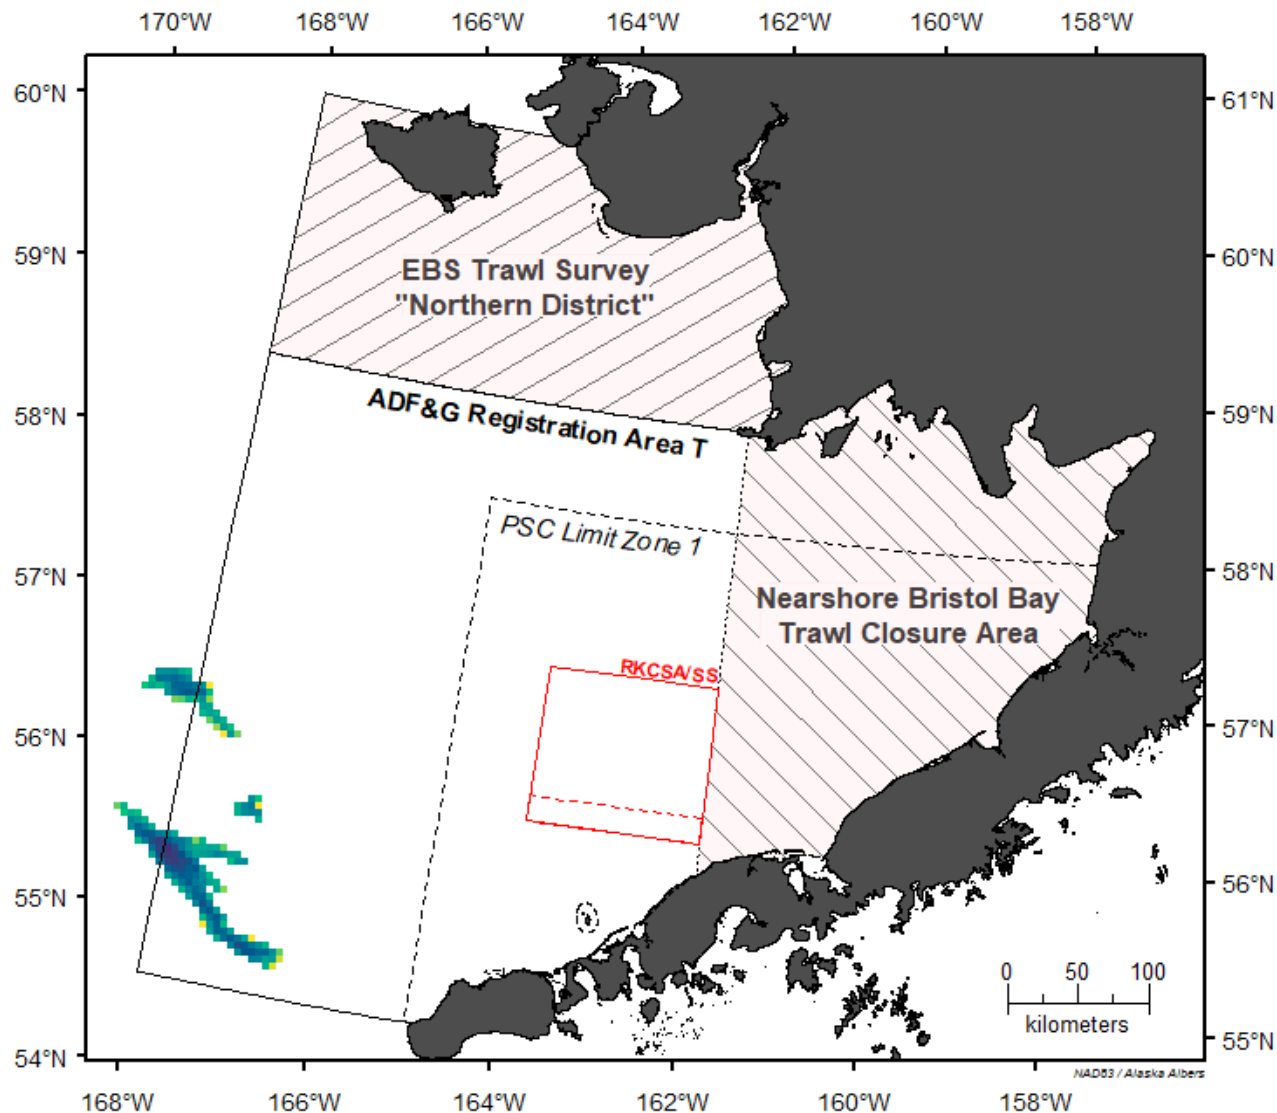 170°W 168°W 166°W 164°W 162°W 160°W 158°W
60°N
61°N
EBS Trawl Survey
"Northern District"
59°N
60°N
ADF&G Registration Area T
58°N
59°N
PSC Limit Zone 1
57°N
58°N
Nearshore Bristol Bay
Trawl Closure Area
RKCSA/SS
56°N
57°N
55°N
56°N
0 50 100
kilometers
54°N
55°N
NAD83 / Alaska Albers
168°W 166°W 164°W 162°W 160°W 158°W